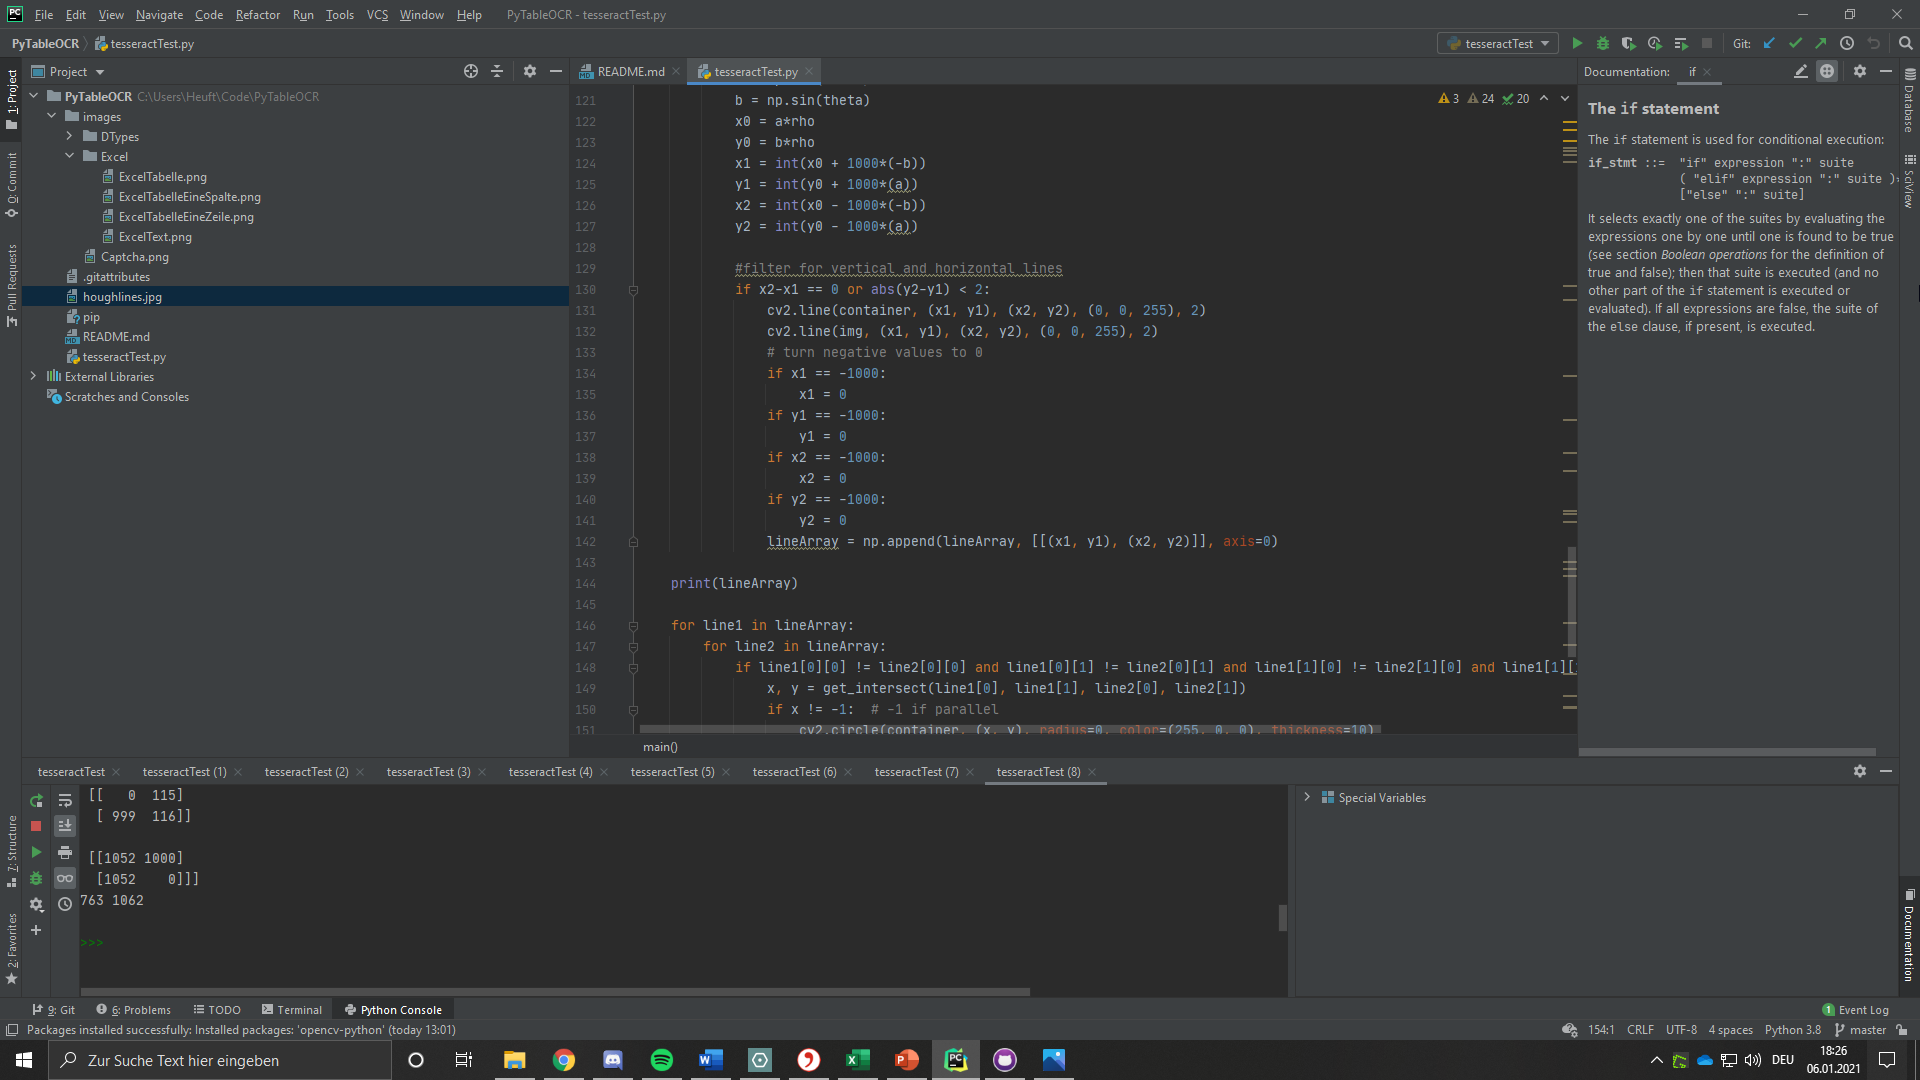 File Edit View Navigate Code Refactor Run Tools VCS Window Help PyTableOCR - tesseractTest.py
PyTableOCR tesseractTest.py
tesseractTest Git:
1: Project
0: Commit
Pull Requests
Project
PyTableOCR C:\Users\Heuft\Code\PyTableOCR
images
DTypes
Excel
ExcelTabelle.png
ExcelTabelleEineSpalte.png
ExcelTabelleEineZeile.png
ExcelText.png
Captcha.png
.gitattributes
houghlines.jpg
pip
README.md
tesseractTest.py
External Libraries
Scratches and Consoles
README.md tesseractTest.py
3 24 20
121 b = np.sin(theta)
122 x0 = a*rho
123 y0 = b*rho
124 x1 = int(x0 + 1000*(-b))
125 y1 = int(y0 + 1000*(a))
126 x2 = int(x0 - 1000*(-b))
127 y2 = int(y0 - 1000*(a))
128
129 #filter for vertical and horizontal lines
130 if x2-x1 == 0 or abs(y2-y1) < 2:
131 cv2.line(container, (x1, y1), (x2, y2), (0, 0, 255), 2)
132 cv2.line(img, (x1, y1), (x2, y2), (0, 0, 255), 2)
133 # turn negative values to 0
134 if x1 == -1000:
135 x1 = 0
136 if y1 == -1000:
137 y1 = 0
138 if x2 == -1000:
139 x2 = 0
140 if y2 == -1000:
141 y2 = 0
142 lineArray = np.append(lineArray, [[(x1, y1), (x2, y2)]], axis=0)
143
144 print(lineArray)
145
146 for line1 in lineArray:
147 for line2 in lineArray:
148 if line1[0][0] != line2[0][0] and line1[0][1] != line2[0][1] and line1[1][0] != line2[1][0] and line1[1][
149 x, y = get_intersect(line1[0], line1[1], line2[0], line2[1])
150 if x != -1: # -1 if parallel
151 cv2.circle(container, (x, y), radius=0, color=(255, 0, 0), thickness=10)
main()
Documentation: if
The if statement
The if statement is used for conditional execution:
if_stmt ::= "if" expression ":" suite
( "elif" expression ":" suite )*
["else" ":" suite]
It selects exactly one of the suites by evaluating the
expressions one by one until one is found to be true
(see section Boolean operations for the definition of
true and false); then that suite is executed (and no
other part of the if statement is executed or
evaluated). If all expressions are false, the suite of
the else clause, if present, is executed.
Database
SciView
Documentation
tesseractTest tesseractTest (1) tesseractTest (2) tesseractTest (3) tesseractTest (4) tesseractTest (5) tesseractTest (6) tesseractTest (7) tesseractTest (8)
7: Structure
2: Favorites
[[ 0 115]
[ 999 116]]
[[1052 1000]
[1052 0]]]
763 1062
>>>
Special Variables
9: Git 6: Problems TODO Terminal Python Console 1 Event Log
Packages installed successfully: Installed packages: 'opencv-python' (today 13:01) 154:1 CRLF UTF-8 4 spaces Python 3.8 master
Zur Suche Text hier eingeben
DEU
18:26
06.01.2021